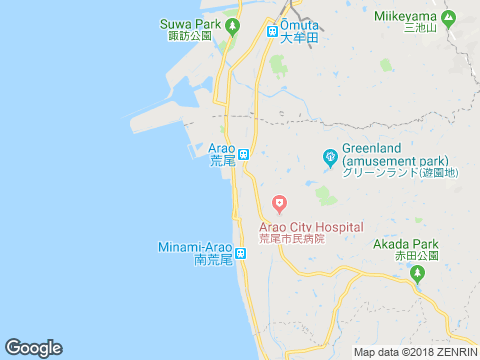 Suwa Park
諏訪公園
Ōmuta
大牟田
Miikeyama
三池山
Arao
荒尾
Greenland
(amusement park)
グリーンランド(遊園地)
Arao City Hospital
荒尾市民病院
Minami-Arao
南荒尾
Akada Park
赤田公園
Google
Map data ©2018 ZENRIN